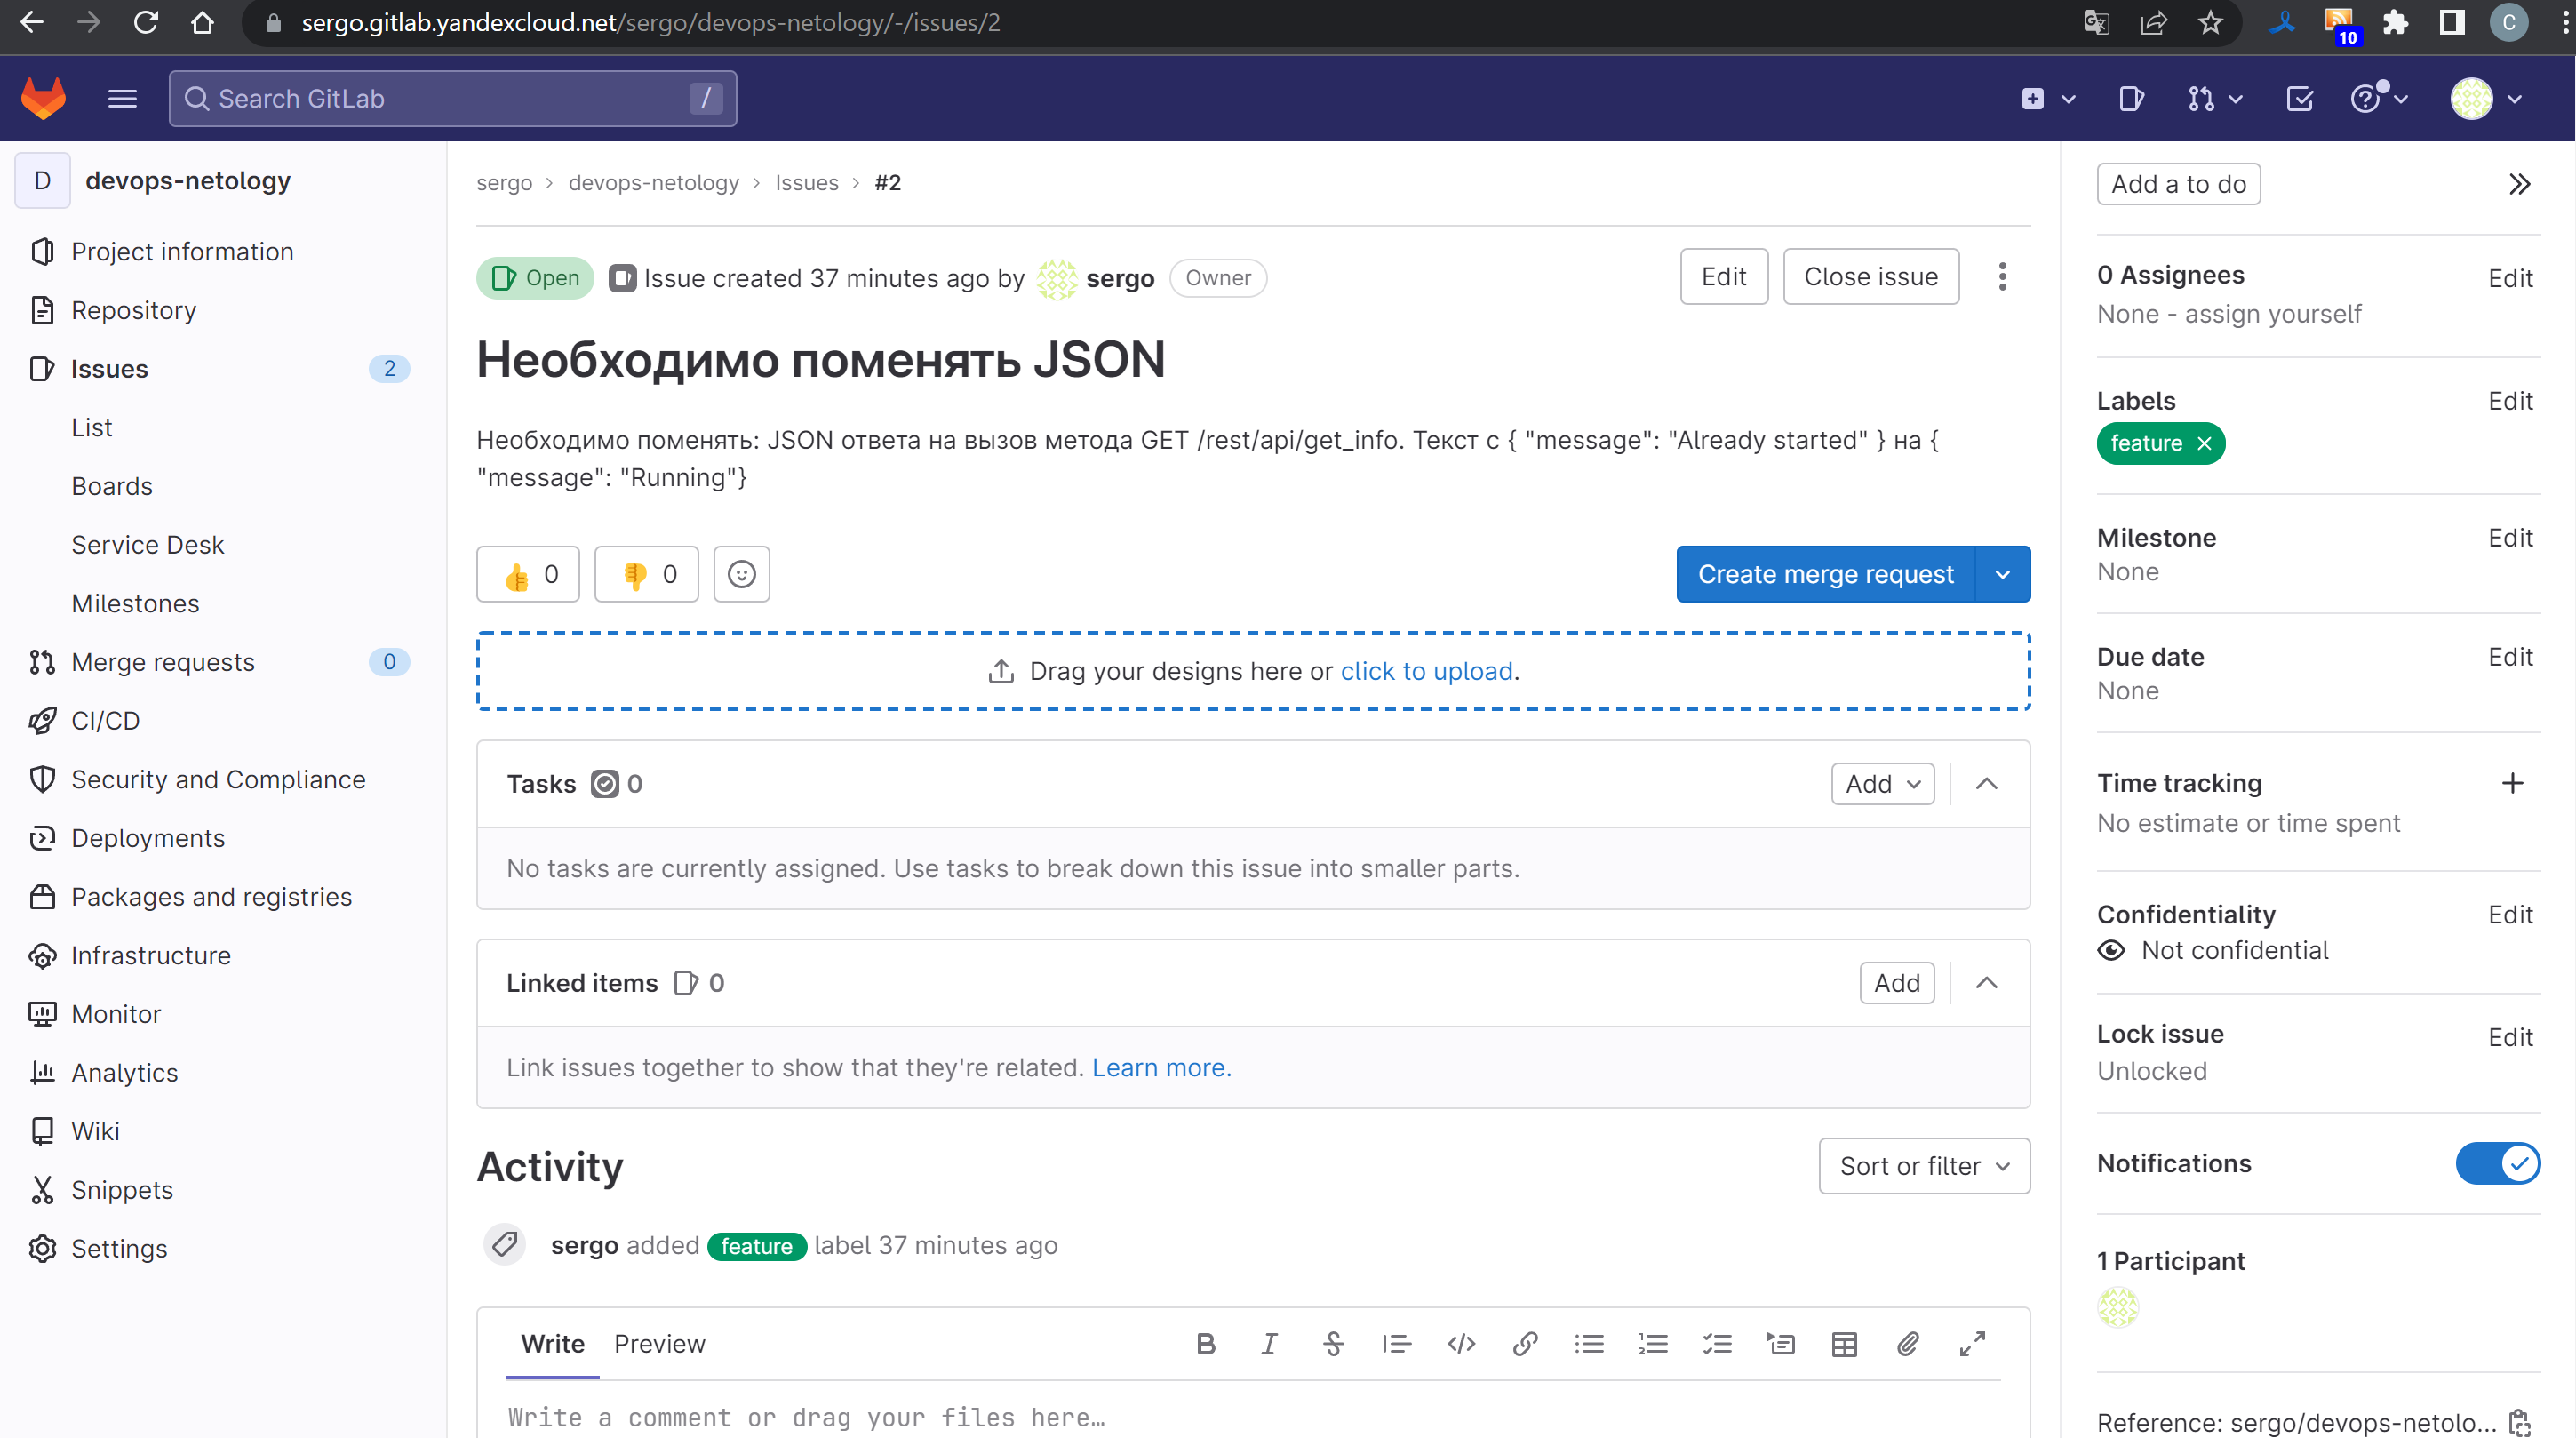 sergo.gitlab.yandexcloud.net/sergo/devops-netology/-/issues/2
10
C
Search GitLab /
D devops-netology
Project information
Repository
Issues 2
List
Boards
Service Desk
Milestones
Merge requests 0
CI/CD
Security and Compliance
Deployments
Packages and registries
Infrastructure
Monitor
Analytics
Wiki
Snippets
Settings
sergo > devops-netology > Issues > #2
Open Issue created 37 minutes ago by sergo Owner
Edit Close issue
Необходимо поменять JSON
Необходимо поменять: JSON ответа на вызов метода GET /rest/api/get_info. Текст с { "message": "Already started" } на {
"message": "Running"}
👍 0 👎 0
Create merge request
Drag your designs here or click to upload.
Tasks 0 Add
No tasks are currently assigned. Use tasks to break down this issue into smaller parts.
Linked items 0 Add
Link issues together to show that they're related. Learn more.
Activity Sort or filter
sergo added feature label 37 minutes ago
Write Preview
Write a comment or drag your files here…
Add a to do
0 Assignees Edit
None - assign yourself
Labels Edit
feature
Milestone Edit
None
Due date Edit
None
Time tracking
No estimate or time spent
Confidentiality Edit
Not confidential
Lock issue Edit
Unlocked
Notifications
1 Participant
Reference: sergo/devops-netolo...